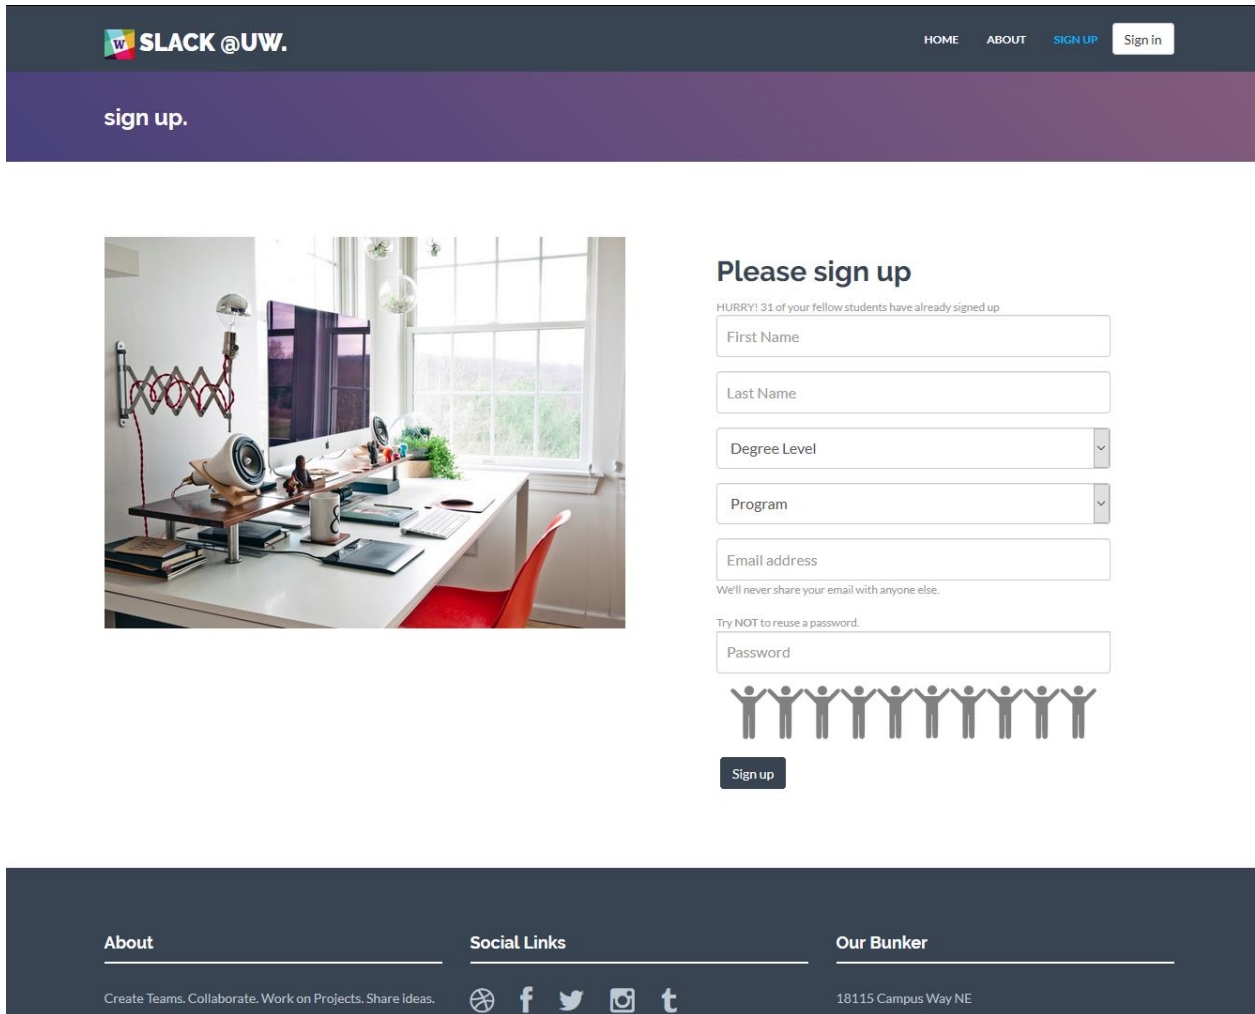 W SLACK @UW.
HOME ABOUT SIGN UP Sign in
sign up.
Please sign up
HURRY! 31 of your fellow students have already signed up
First Name
Last Name
Degree Level
Program
Email address
We'll never share your email with anyone else.
Try NOT to reuse a password.
Password
Sign up
About
Create Teams. Collaborate. Work on Projects. Share ideas.
Social Links
Our Bunker
18115 Campus Way NE